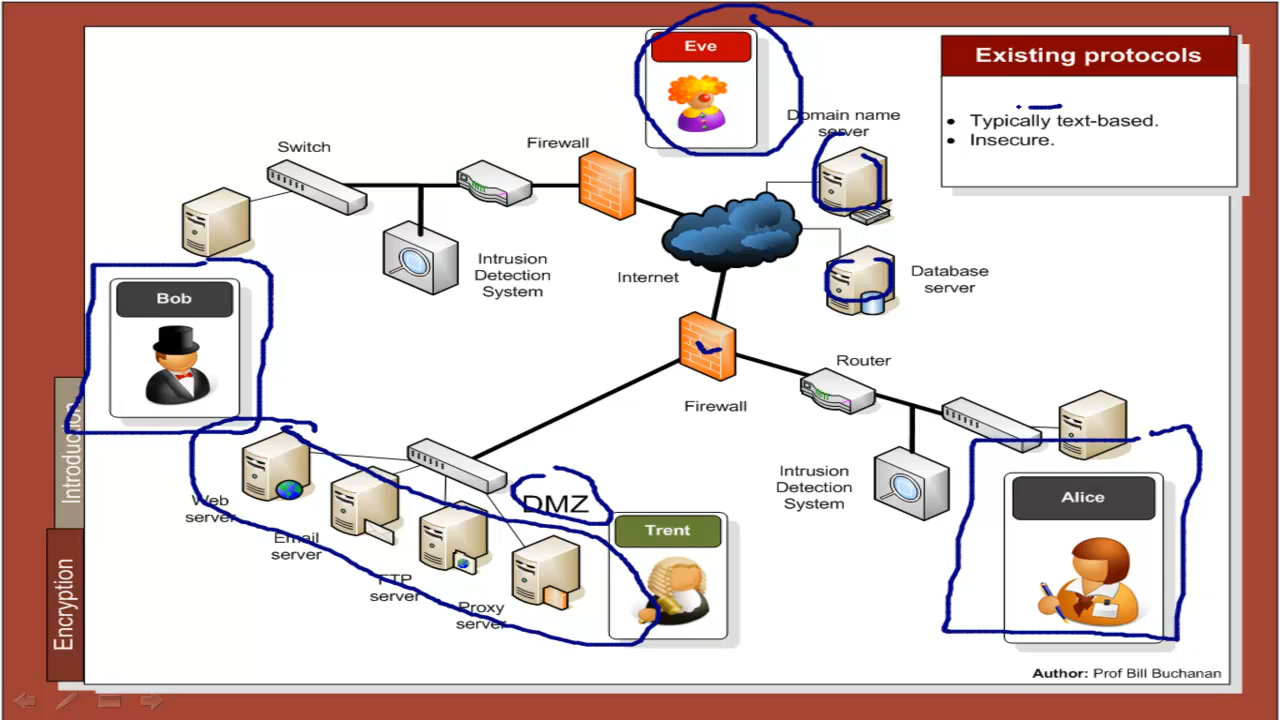 Eve
Existing protocols
Typically text-based.
Insecure.
Domain name
server
Switch
Firewall
Intrusion
Detection
System
Internet
Database
server
Bob
Router
Firewall
Introduction
Web
server
DMZ
Intrusion
Detection
System
Alice
Email
server
Trent
FTP
server
Proxy
server
Encryption
Author: Prof Bill Buchanan